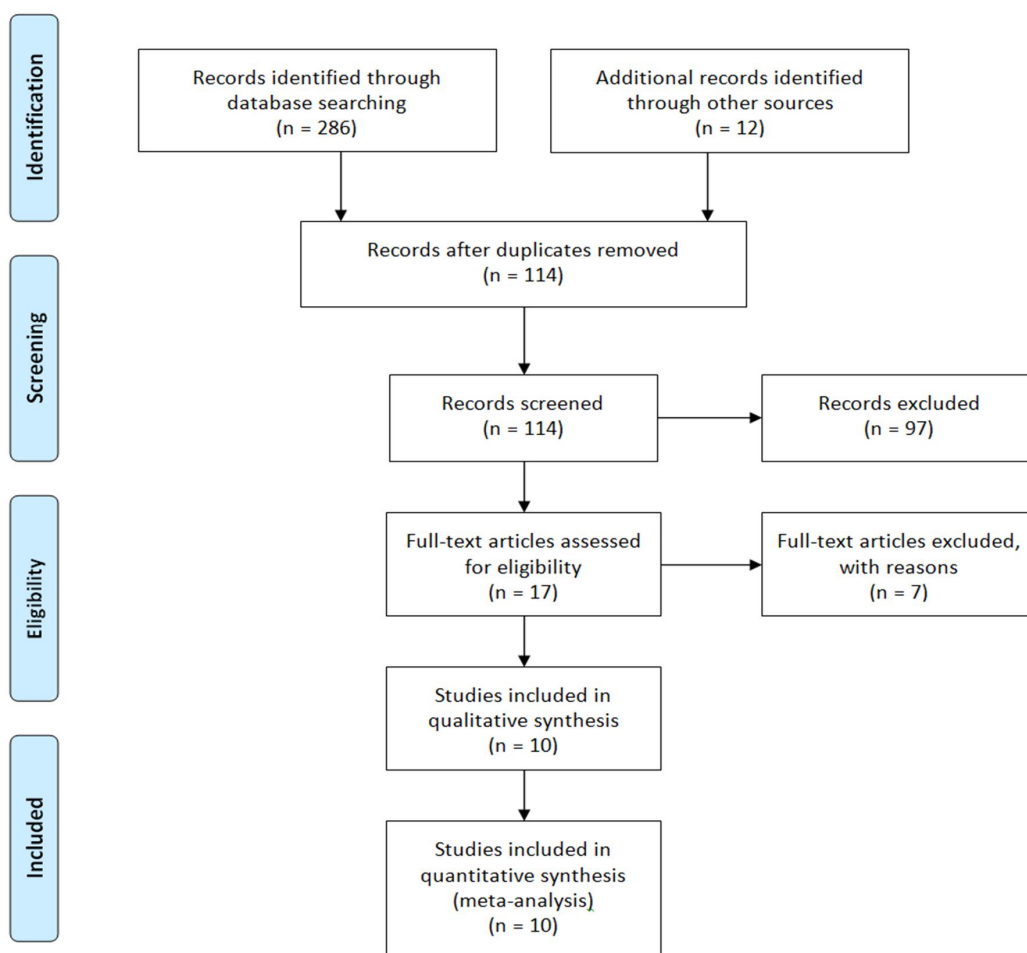 Identification
Records identified through
database searching
(n = 286)
Additional records identified
through other sources
(n = 12)
Records after duplicates removed
(n = 114)
Screening
Records screened
(n = 114)
Records excluded
(n = 97)
Eligibility
Full-text articles assessed
for eligibility
(n = 17)
Full-text articles excluded,
with reasons
(n = 7)
Studies included in
qualitative synthesis
(n = 10)
Included
Studies included in
quantitative synthesis
(meta-analysis)
(n = 10)